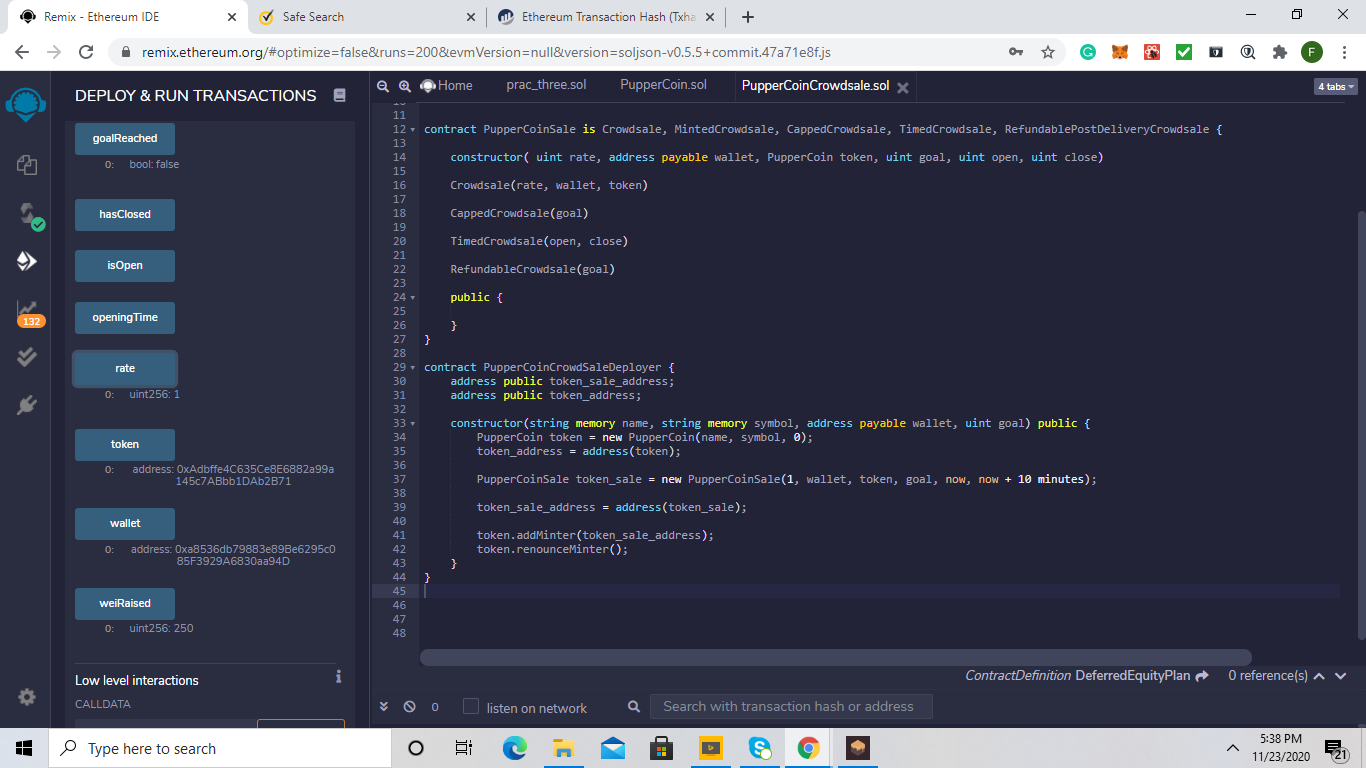 Remix - Ethereum IDE
Safe Search
Ethereum Transaction Hash (Txha
remix.ethereum.org/#optimize=false&runs=200&evmVersion=null&version=soljson-v0.5.5+commit.47a71e8f.js
F
DEPLOY & RUN TRANSACTIONS
Home
prac_three.sol
PupperCoin.sol
PupperCoinCrowdsale.sol
4 tabs
132
goalReached
0: bool: false
hasClosed
isOpen
openingTime
rate
0: uint256: 1
token
0: address: 0xAdbffe4C635Ce8E6882a99a
145c7ABbb1DAb2B71
wallet
0: address: 0xa8536db79883e89Be6295c0
85F3929A6830aa94D
weiRaised
0: uint256: 250
Low level interactions
CALLDATA
10
11
12 contract PupperCoinSale is Crowdsale, MintedCrowdsale, CappedCrowdsale, TimedCrowdsale, RefundablePostDeliveryCrowdsale {
13
14 constructor( uint rate, address payable wallet, PupperCoin token, uint goal, uint open, uint close)
15
16 Crowdsale(rate, wallet, token)
17
18 CappedCrowdsale(goal)
19
20 TimedCrowdsale(open, close)
21
22 RefundableCrowdsale(goal)
23
24 public {
25
26 }
27 }
28
29 contract PupperCoinCrowdSaleDeployer {
30 address public token_sale_address;
31 address public token_address;
32
33 constructor(string memory name, string memory symbol, address payable wallet, uint goal) public {
34 PupperCoin token = new PupperCoin(name, symbol, 0);
35 token_address = address(token);
36
37 PupperCoinSale token_sale = new PupperCoinSale(1, wallet, token, goal, now, now + 10 minutes);
38
39 token_sale_address = address(token_sale);
40
41 token.addMinter(token_sale_address);
42 token.renounceMinter();
43 }
44 }
45
46
47
48
ContractDefinition DeferredEquityPlan 0 reference(s)
0 listen on network Search with transaction hash or address
Type here to search
5:38 PM
11/23/2020
21